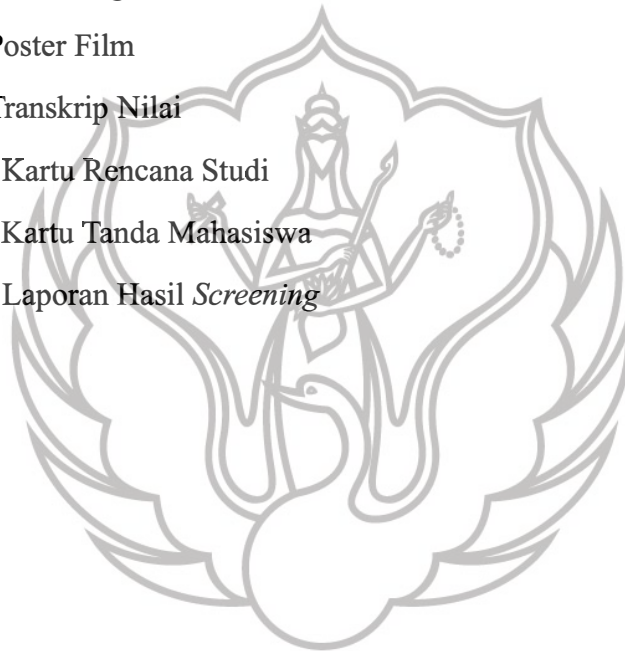 Poster Film
Transkrip Nilai
Kartu Rencana Studi
Kartu Tanda Mahasiswa
Laporan Hasil Screening